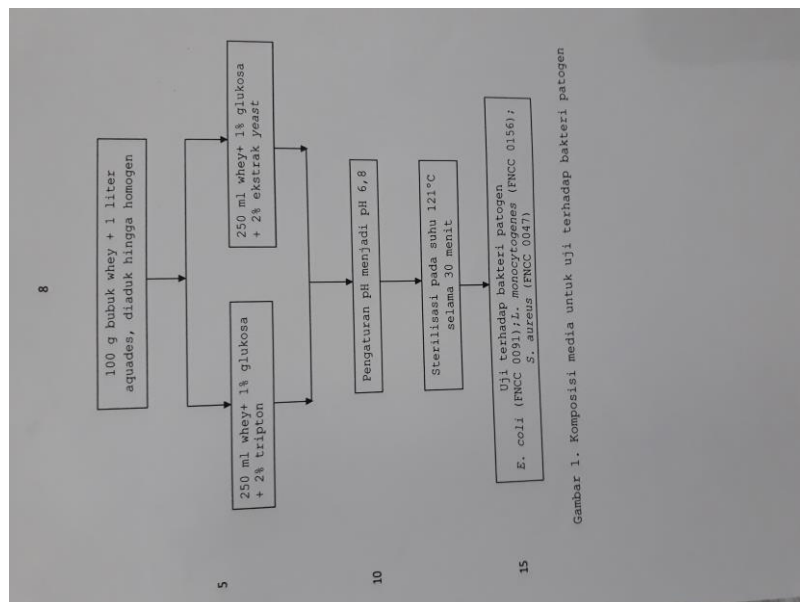 8
100 g bubuk whey + 1 liter
aquades, diaduk hingga homogen
250 ml whey+ 1% glukosa
+ 2% tripton
250 ml whey+ 1% glukosa
+ 2% ekstrak yeast
5
Pengaturan pH menjadi pH 6,8
10
Sterilisasi pada suhu 121°C
selama 30 menit
Uji terhadap bakteri patogen
E. coli (FNCC 0091);L. monocytogenes (FNCC 0156);
S. aureus (FNCC 0047)
15
Gambar 1. Komposisi media untuk uji terhadap bakteri patogen